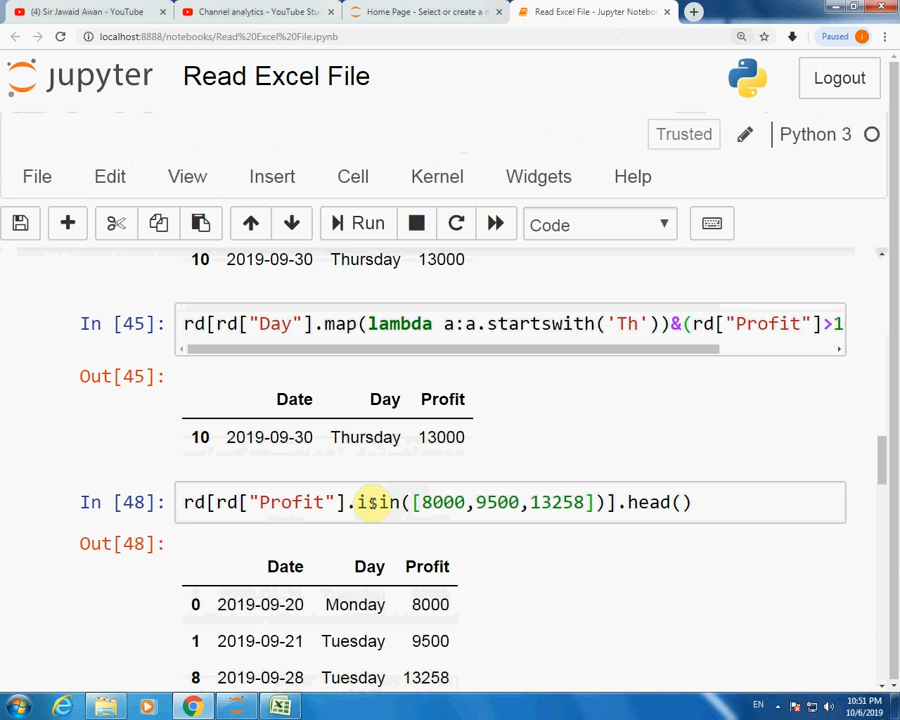 (4) Sir Jawaid Awan - YouTube
Channel analytics - YouTube Stu
Home Page - Select or create a n
Read Excel File - Jupyter Noteboo
localhost:8888/notebooks/Read%20Excel%20File.ipynb
Paused
jupyter
Read Excel File
Logout
Trusted
Python 3
File Edit View Insert Cell Kernel Widgets Help
Run
Code
10 2019-09-30 Thursday 13000
In [45]: rd[rd["Day"].map(lambda a:a.startswith('Th'))&(rd["Profit"]>1
Out[45]:
Date Day Profit
10 2019-09-30 Thursday 13000
In [48]: rd[rd["Profit"].isin([8000,9500,13258])].head()
Out[48]:
Date Day Profit
0 2019-09-20 Monday 8000
1 2019-09-21 Tuesday 9500
8 2019-09-28 Tuesday 13258
EN
10:51 PM
10/6/2019